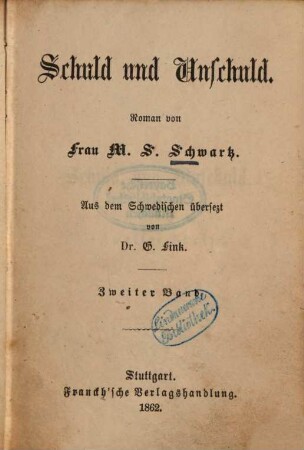 Schuld und Unschuld.
Roman von
Frau M. S. Schwartz.
Aus dem Schwedischen übersezt
von
Dr. G. Fink.
Zweiter Band.
Stuttgart.
Franckh'sche Verlagshandlung.
1862.